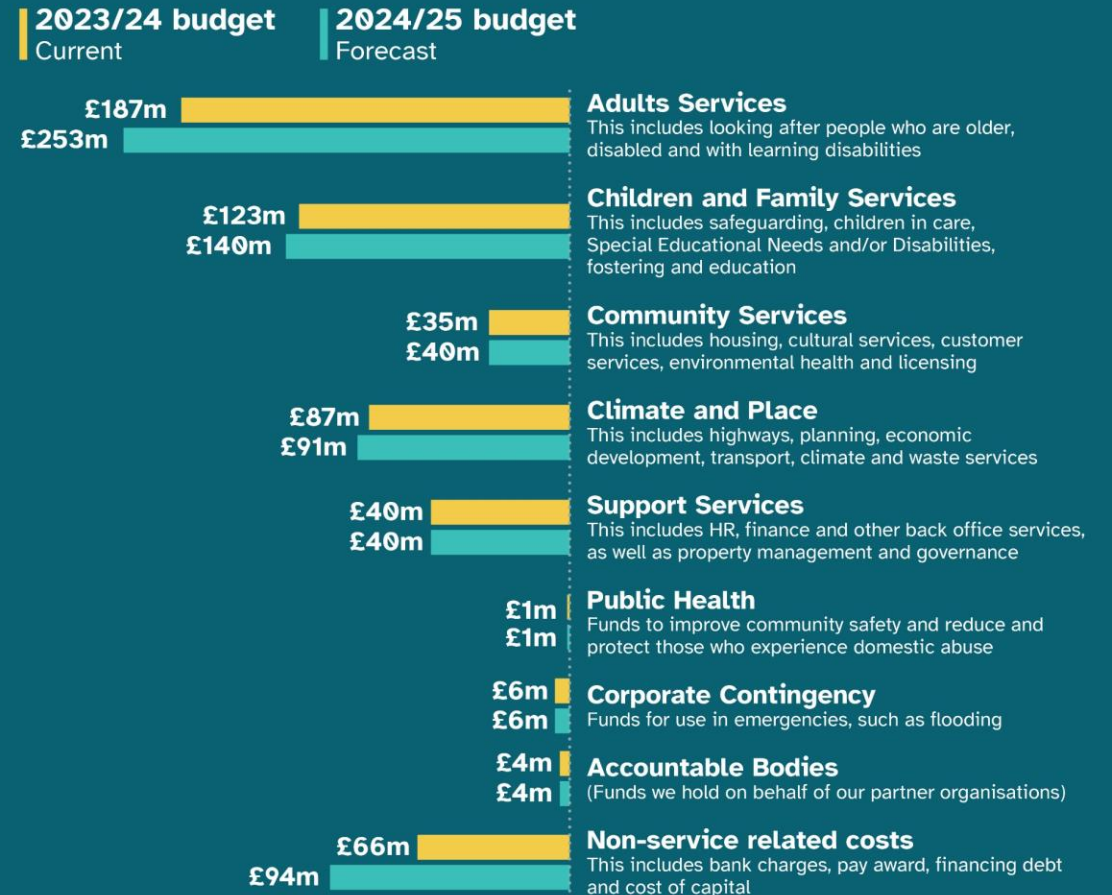 2023/24 budget
Current
2024/25 budget
Forecast
£187m
£253m
Adults Services
This includes looking after people who are older,
disabled and with learning disabilities
£123m
£140m
Children and Family Services
This includes safeguarding, children in care,
Special Educational Needs and/or Disabilities,
fostering and education
£35m
£40m
Community Services
This includes housing, cultural services, customer
services, environmental health and licensing
£87m
£91m
Climate and Place
This includes highways, planning, economic
development, transport, climate and waste services
£40m
£40m
Support Services
This includes HR, finance and other back office services,
as well as property management and governance
£1m
£1m
Public Health
Funds to improve community safety and reduce and
protect those who experience domestic abuse
£6m
£6m
Corporate Contingency
Funds for use in emergencies, such as flooding
£4m
£4m
Accountable Bodies
(Funds we hold on behalf of our partner organisations)
£66m
£94m
Non-service related costs
This includes bank charges, pay award, financing debt
and cost of capital